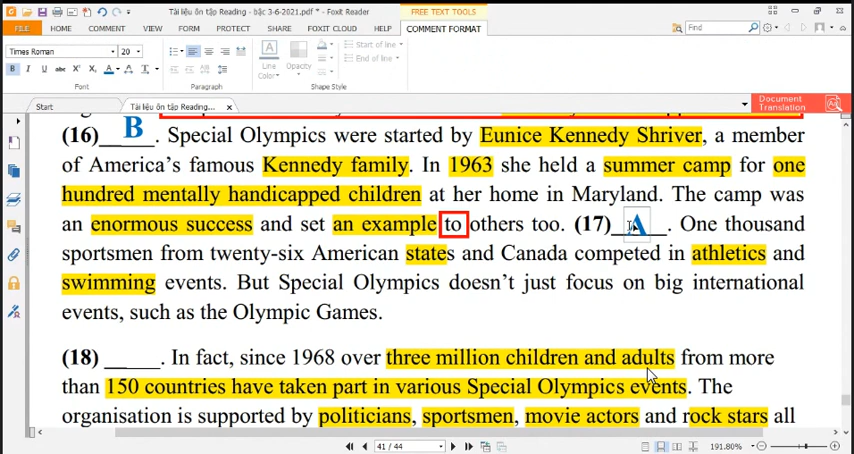 Tài liệu ôn tập Reading - bậc 3-6-2021.pdf * - Foxit Reader
FREE TEXT TOOLS
FILE HOME COMMENT VIEW FORM PROTECT SHARE FOXIT CLOUD HELP COMMENT FORMAT
Find
Times Roman 20
Start of line
End of line
Line Color
Opacity
Font
Paragraph
Shape Style
Start
Tài liệu ôn tập Reading...
Document Translation
(16) B . Special Olympics were started by Eunice Kennedy Shriver, a member
of America's famous Kennedy family. In 1963 she held a summer camp for one
hundred mentally handicapped children at her home in Maryland. The camp was
an enormous success and set an example to others too. (17) A . One thousand
sportsmen from twenty-six American states and Canada competed in athletics and
swimming events. But Special Olympics doesn't just focus on big international
events, such as the Olympic Games.
(18) _____. In fact, since 1968 over three million children and adults from more
than 150 countries have taken part in various Special Olympics events. The
organisation is supported by politicians, sportsmen, movie actors and rock stars all
41 / 44
191.80%